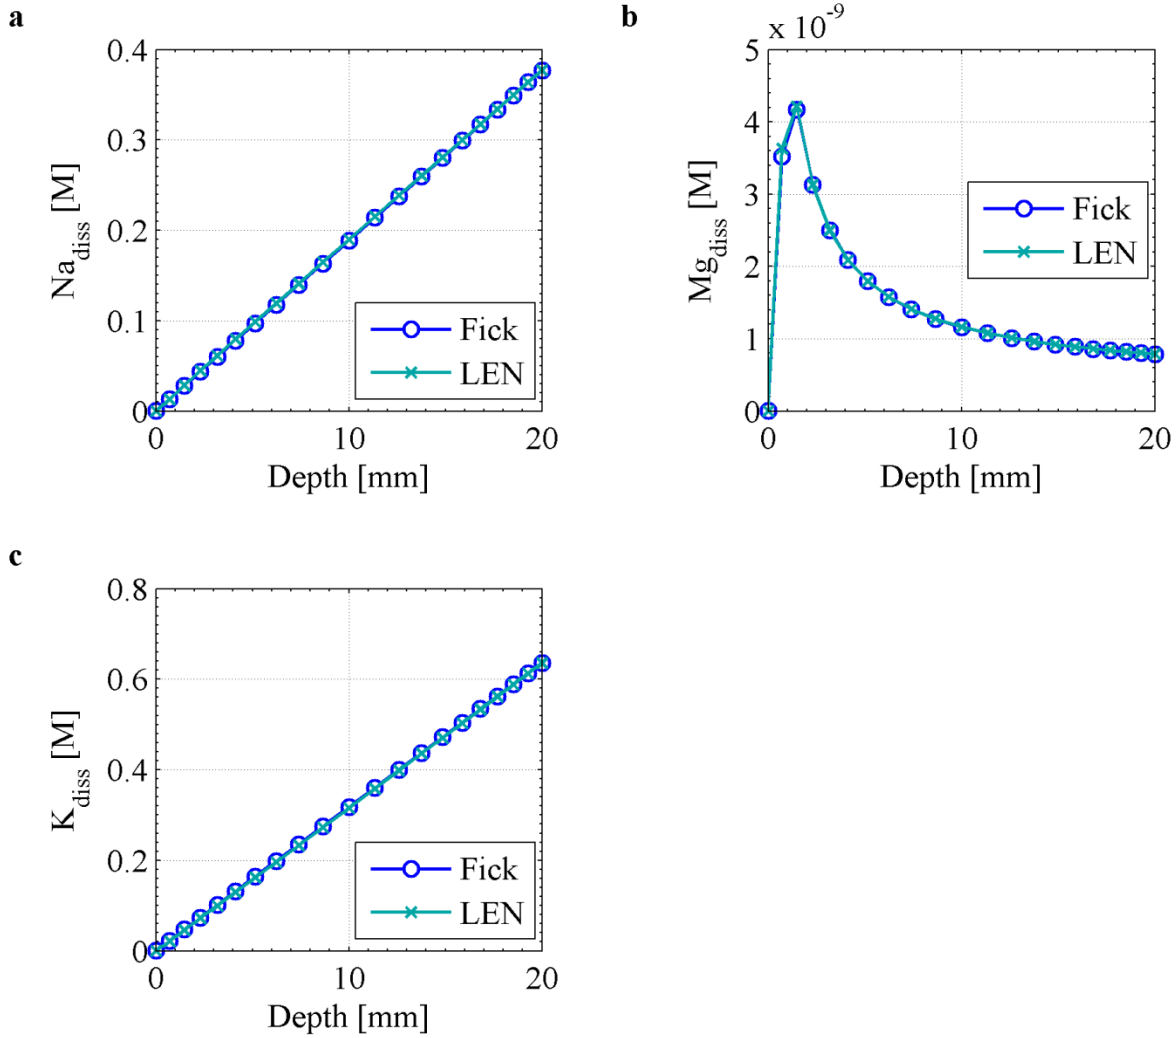 a
0.4
0.3
0.2
0.1
0
Na_diss [M]
0
10
20
Depth [mm]
Fick
LEN
b
x 10^-9
5
4
3
2
1
0
Mg_diss [M]
0
10
20
Depth [mm]
Fick
LEN
c
0.8
0.6
0.4
0.2
0
K_diss [M]
0
10
20
Depth [mm]
Fick
LEN